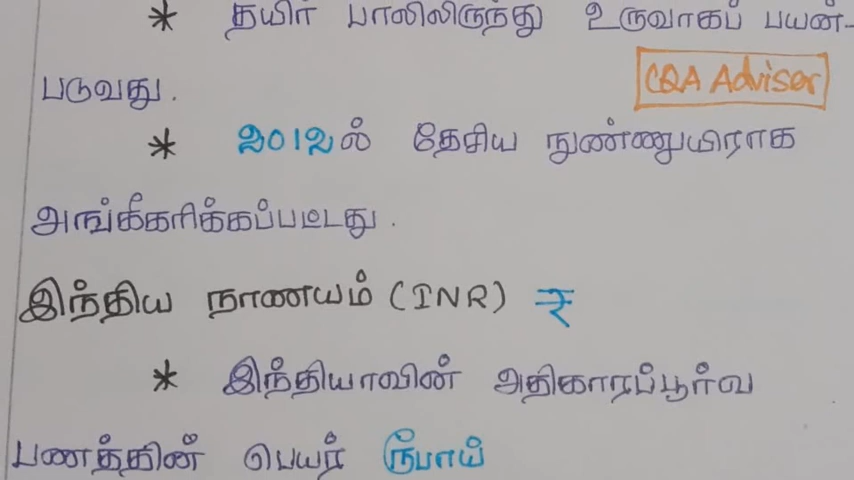 * தயிர் பாலிலிருந்து உருவாகப் பயன்-
படுவது.
CQA Adviser
* 2012ல் தேசிய நுண்ணுயிராக
அங்கீகரிக்கப்பட்டது.
இந்திய நாணயம் (INR) ₹
* இந்தியாவின் அதிகாரப்பூர்வ
பணத்தின் பெயர் ரூபாய்